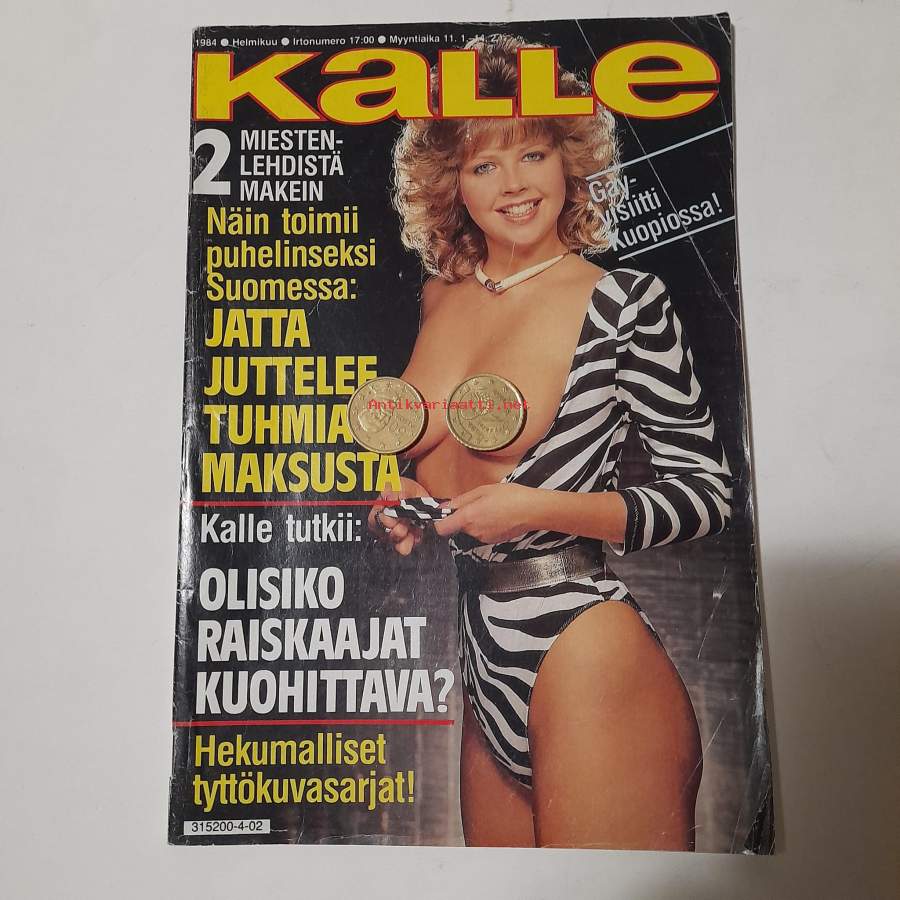 1984 ● Helmikuu ● Irtonumero 17:00 ● Myyntiaika 11. 1.–14. 2.
Kalle
2 MIESTEN-
LEHDISTÄ
MAKEIN
Näin toimii
puhelinseksi
Suomessa:
JATTA
JUTTELEE
TUHMIA
MAKSUSTA
Gay-
visiitti
Kuopiossa!
Antikvariaatti.net
Kalle tutkii:
OLISIKO
RAISKAAJAT
KUOHITTAVA?
Hekumalliset
tyttökuvasarjat!
315200-4-02